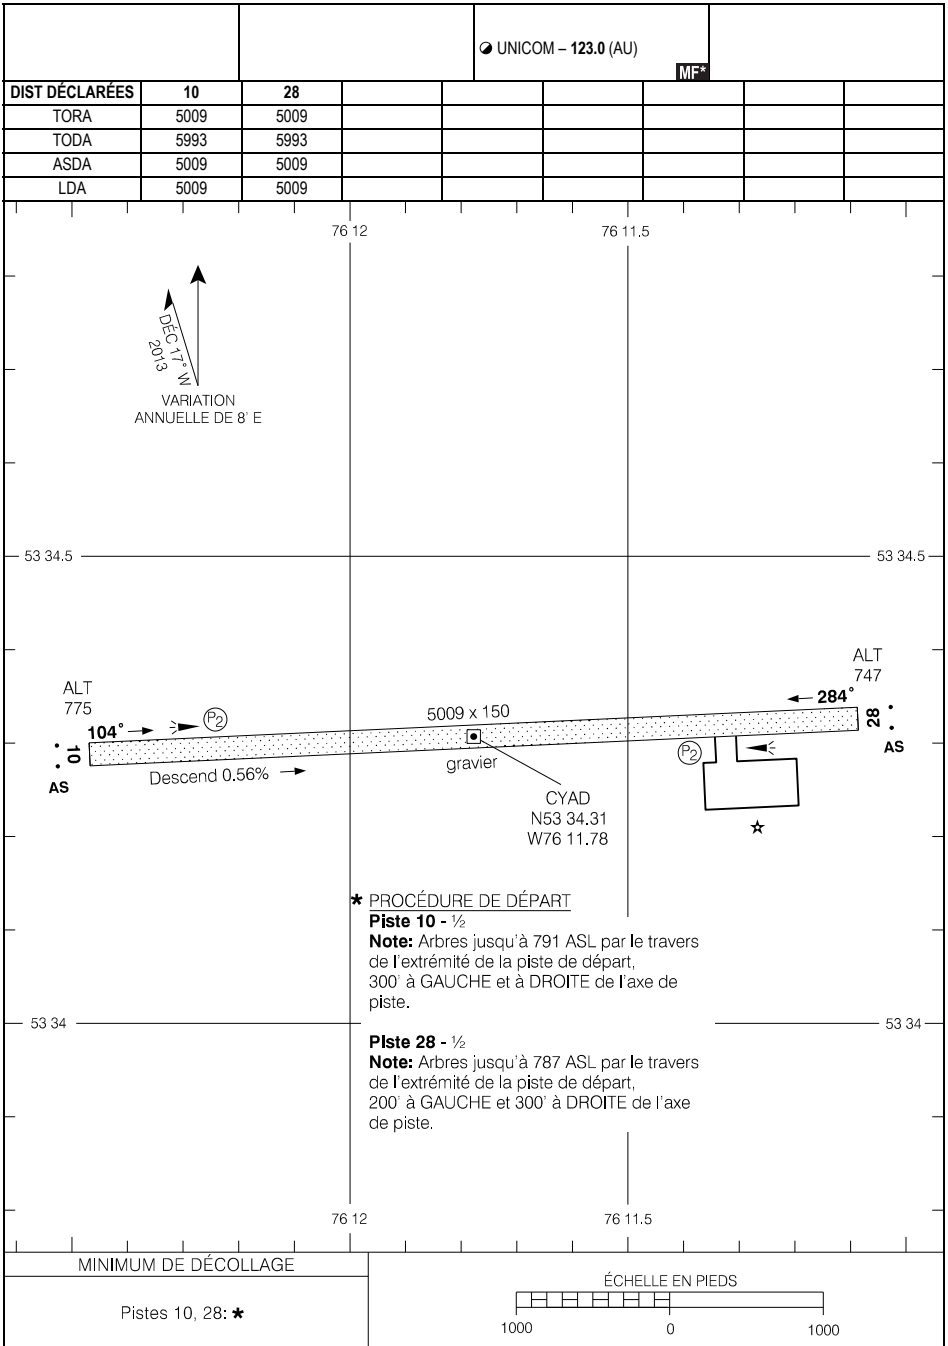 UNICOM – 123.0 (AU)
MF*
DIST DÉCLARÉES 10 28
TORA 5009 5009
TODA 5993 5993
ASDA 5009 5009
LDA 5009 5009
76 12 76 11.5
DÉC 17° W
2013
VARIATION
ANNUELLE DE 8' E
53 34.5 53 34.5
ALT
747
ALT
775
284°
5009 x 150
P2
104°
28
10
P2
AS
gravier
Descend 0.56%
AS
CYAD
N53 34.31
W76 11.78
* PROCÉDURE DE DÉPART
Piste 10 - ½
Note: Arbres jusqu'à 791 ASL par le travers
de l'extrémité de la piste de départ,
300' à GAUCHE et à DROITE de l'axe de
piste.
53 34 53 34
Piste 28 - ½
Note: Arbres jusqu'à 787 ASL par le travers
de l'extrémité de la piste de départ,
200' à GAUCHE et 300' à DROITE de l'axe
de piste.
76 12 76 11.5
MINIMUM DE DÉCOLLAGE
Pistes 10, 28: *
ÉCHELLE EN PIEDS
1000 0 1000